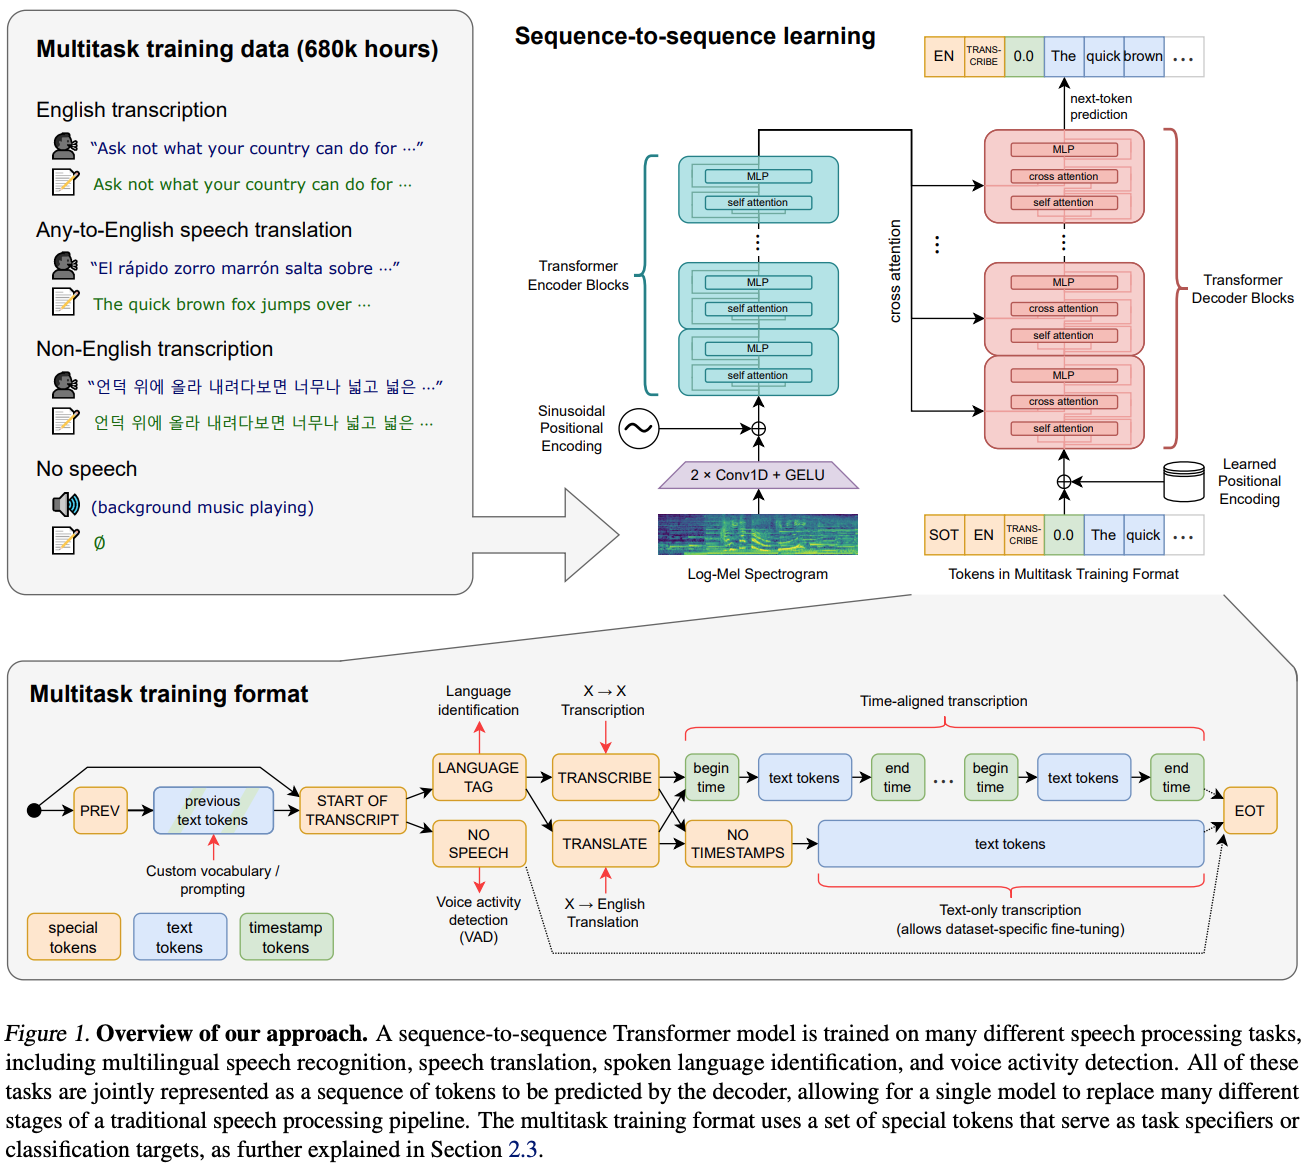 Multitask training data (680k hours)
English transcription
“Ask not what your country can do for ⋯”
Ask not what your country can do for ⋯
Any-to-English speech translation
“El rápido zorro marrón salta sobre ⋯”
The quick brown fox jumps over ⋯
Non-English transcription
“언덕 위에 올라 내려다보면 너무나 넓고 넓은 ⋯”
언덕 위에 올라 내려다보면 너무나 넓고 넓은 ⋯
No speech
(background music playing)
∅
Sequence-to-sequence learning
EN TRANS-CRIBE 0.0 The quick brown ⋯
next-token
prediction
MLP
self attention
⋮
MLP
self attention
MLP
self attention
Transformer
Encoder Blocks
Sinusoidal
Positional
Encoding
2 × Conv1D + GELU
Log-Mel Spectrogram
cross attention
⋮
MLP
cross attention
self attention
⋮
MLP
cross attention
self attention
MLP
cross attention
self attention
Transformer
Decoder Blocks
Learned
Positional
Encoding
SOT EN TRANS-CRIBE 0.0 The quick ⋯
Tokens in Multitask Training Format
Multitask training format
PREV
previous
text tokens
Custom vocabulary /
prompting
START OF
TRANSCRIPT
Language
identification
LANGUAGE
TAG
NO
SPEECH
Voice activity
detection
(VAD)
X → X
Transcription
TRANSCRIBE
TRANSLATE
X → English
Translation
Time-aligned transcription
begin
time
text tokens
end
time
⋯
begin
time
text tokens
end
time
NO
TIMESTAMPS
text tokens
Text-only transcription
(allows dataset-specific fine-tuning)
EOT
special
tokens
text
tokens
timestamp
tokens
Figure 1. Overview of our approach. A sequence-to-sequence Transformer model is trained on many different speech processing tasks,
including multilingual speech recognition, speech translation, spoken language identification, and voice activity detection. All of these
tasks are jointly represented as a sequence of tokens to be predicted by the decoder, allowing for a single model to replace many different
stages of a traditional speech processing pipeline. The multitask training format uses a set of special tokens that serve as task specifiers or
classification targets, as further explained in Section 2.3.